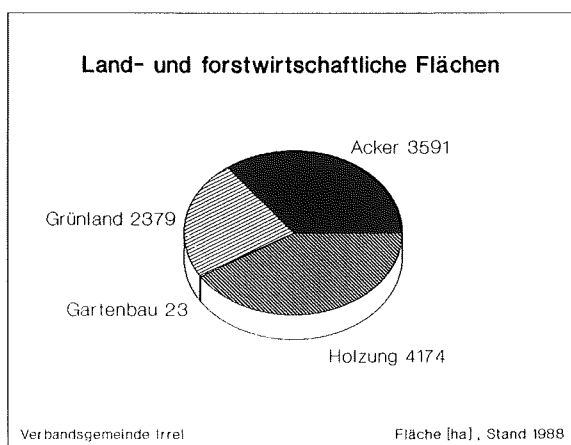 Land- und forstwirtschaftliche Flächen
Acker 3591
Grünland 2379
Gartenbau 23
Holzung 4174
Verbandsgemeinde Irrel
Fläche [ha], Stand 1988